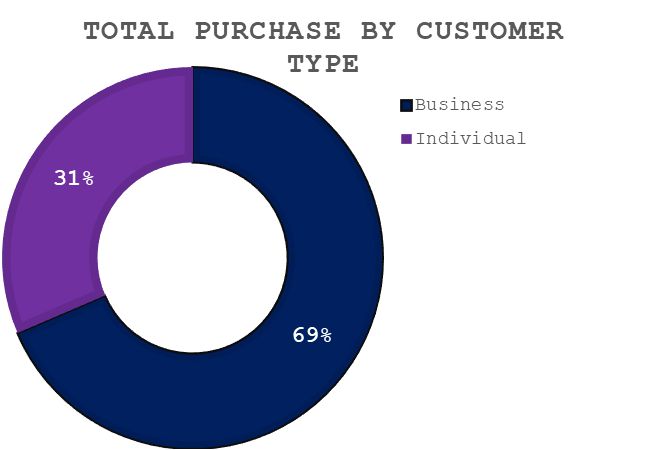 TOTAL PURCHASE BY CUSTOMER
TYPE
Business
Individual
31%
69%